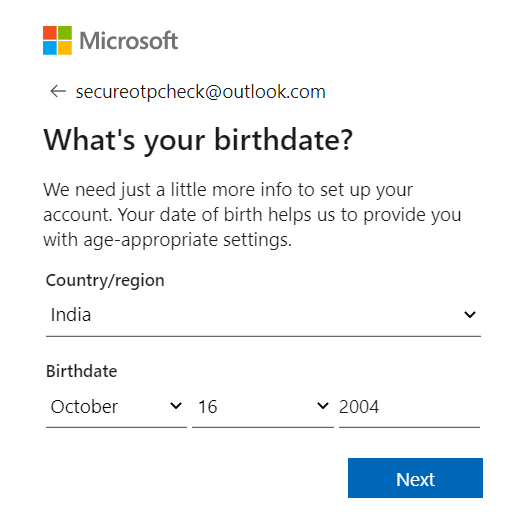 Microsoft
secureotpcheck@outlook.com
What's your birthdate?
We need just a little more info to set up your
account. Your date of birth helps us to provide you
with age-appropriate settings.
Country/region
India
Birthdate
October 16 2004
Next